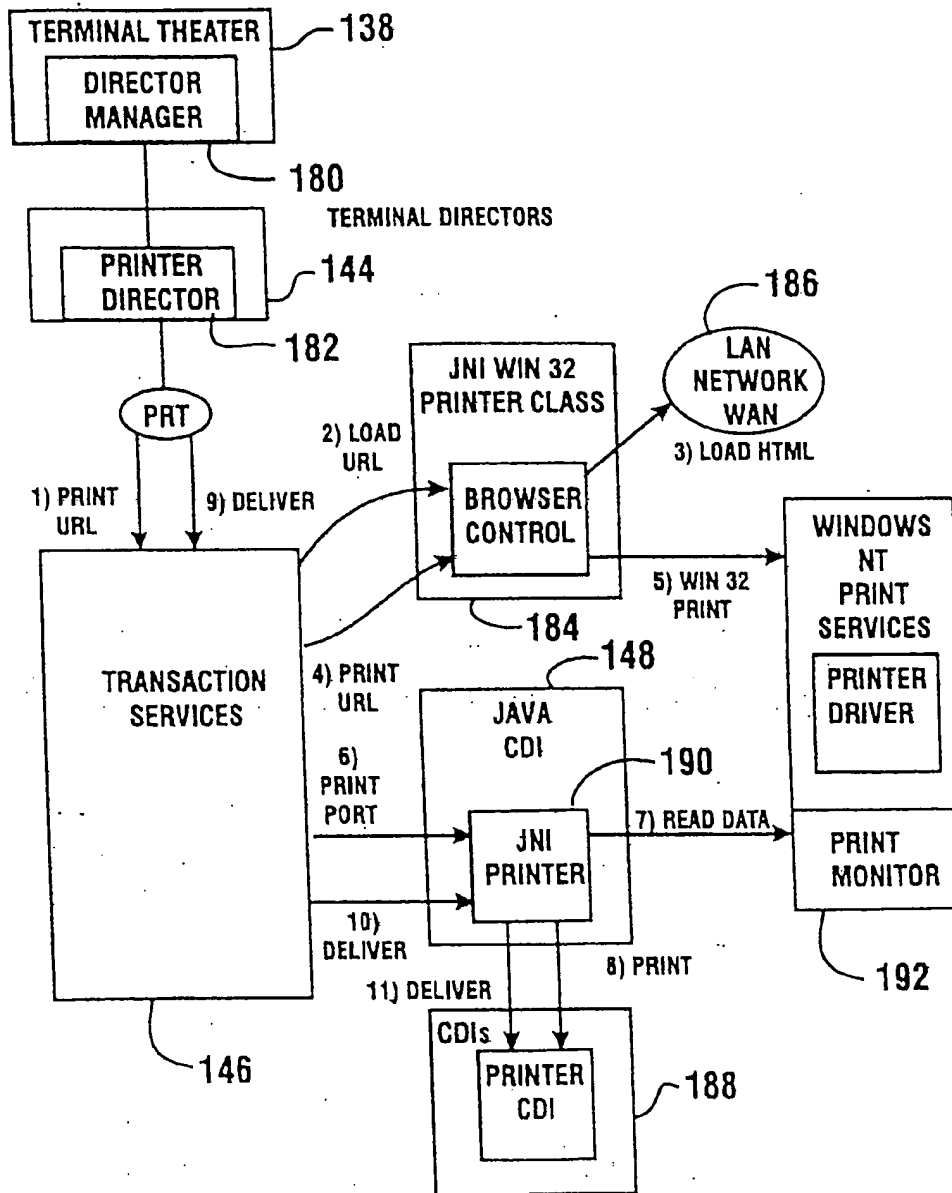 TERMINAL THEATER
138
DIRECTOR
MANAGER
180
TERMINAL DIRECTORS
PRINTER
DIRECTOR
144
182
186
LAN
NETWORK
WAN
JNI WIN 32
PRINTER CLASS
PRT
2) LOAD
URL
3) LOAD HTML
1) PRINT
URL
9) DELIVER
BROWSER
CONTROL
WINDOWS
NT
PRINT
SERVICES
5) WIN 32
PRINT
184
4) PRINT
URL
148
TRANSACTION
SERVICES
JAVA
CDI
PRINTER
DRIVER
6)
PRINT
PORT
190
7) READ DATA
JNI
PRINTER
PRINT
MONITOR
10)
DELIVER
8) PRINT
192
11) DELIVER
CDIs
146
PRINTER
CDI
188